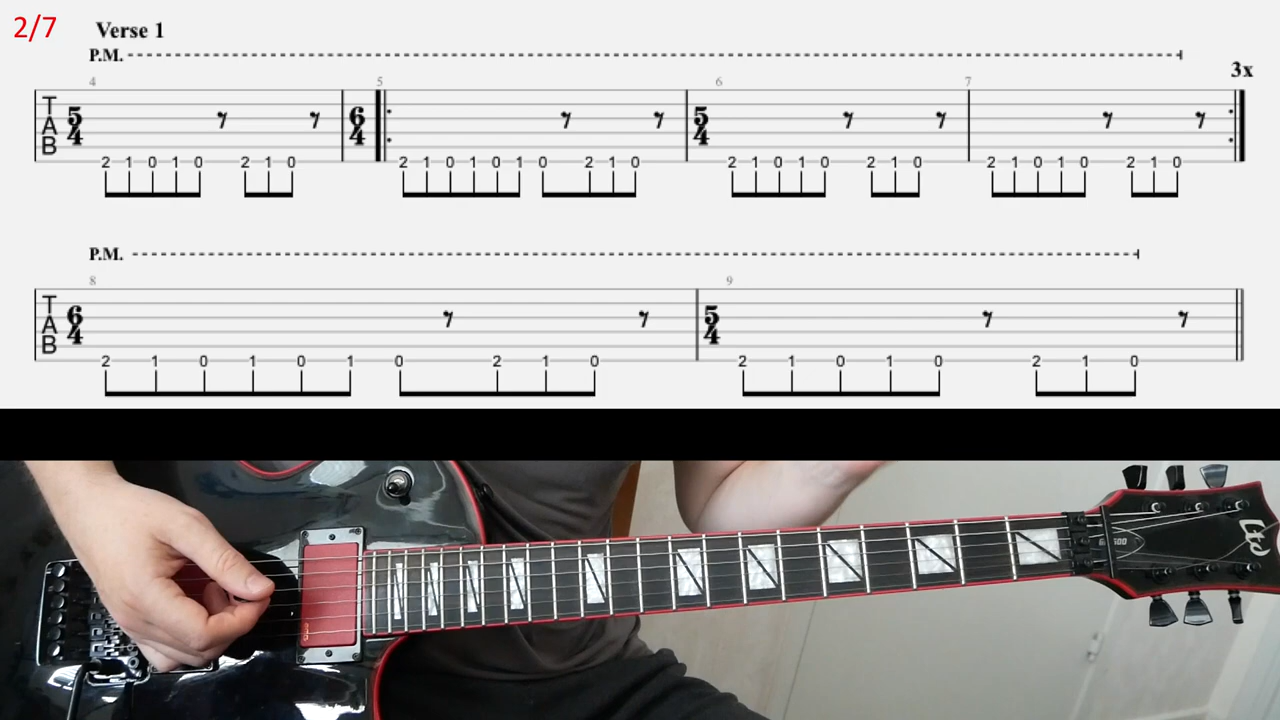 2/7
Verse 1
P.M.
3x
4 5 6 7
T A B 5/4 6/4 5/4
2 1 0 1 0 2 1 0 2 1 0 1 0 1 0 2 1 0 2 1 0 1 0 2 1 0 2 1 0 1 0 2 1 0
P.M.
8 9
T A B 6/4 5/4
2 1 0 1 0 1 0 2 1 0 2 1 0 1 0 2 1 0
Ltd